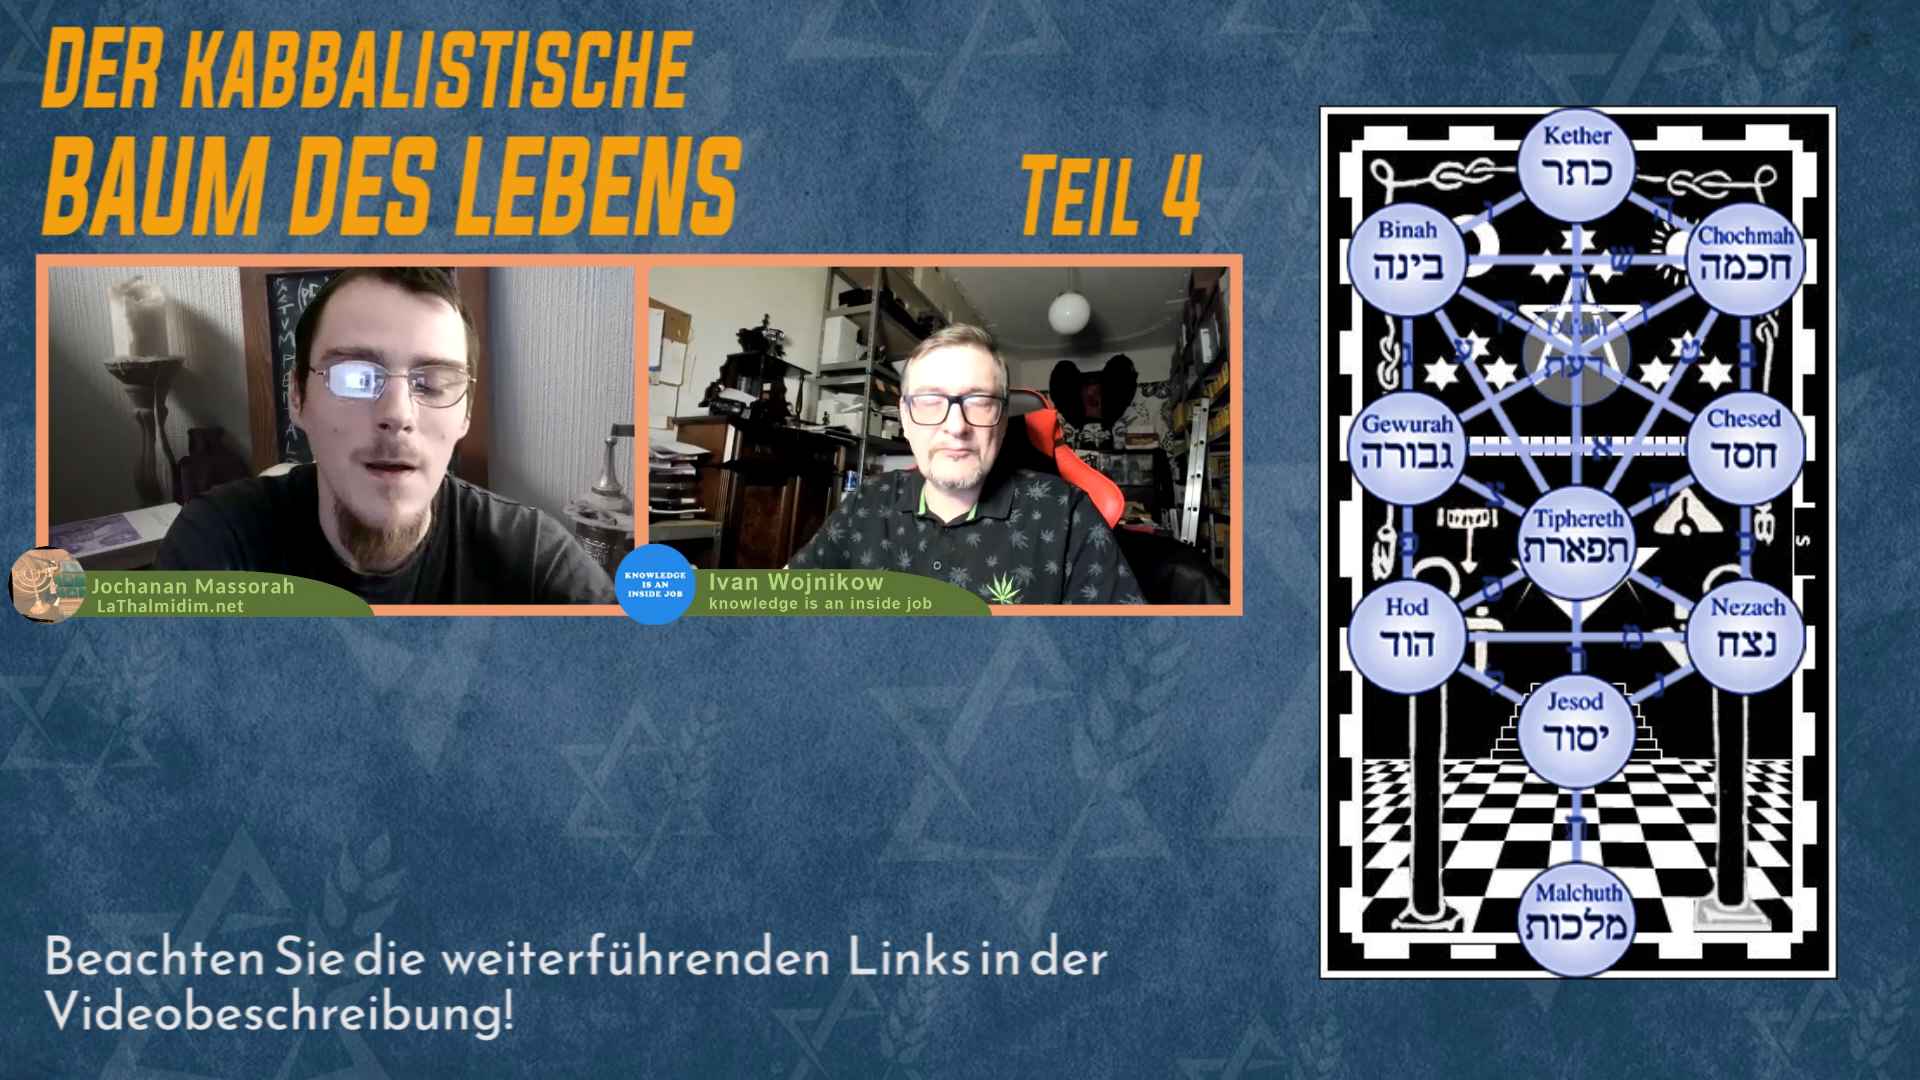 DER KABBALISTISCHE
BAUM DES LEBENS
TEIL 4
Jochanan Massorah
LaThalmidim.net
KNOWLEDGE
IS AN
INSIDE JOB
Ivan Wojnikow
knowledge is an inside job
Beachten Sie die weiterführenden Links in der
Videobeschreibung!
Kether
כתר
Binah
בינה
Chochmah
חכמה
Da'ath
דעת
Gewurah
גבורה
Chesed
חסד
Tiphereth
תפארת
Hod
הוד
Nezach
נצח
Jesod
יסוד
Malchuth
מלכות